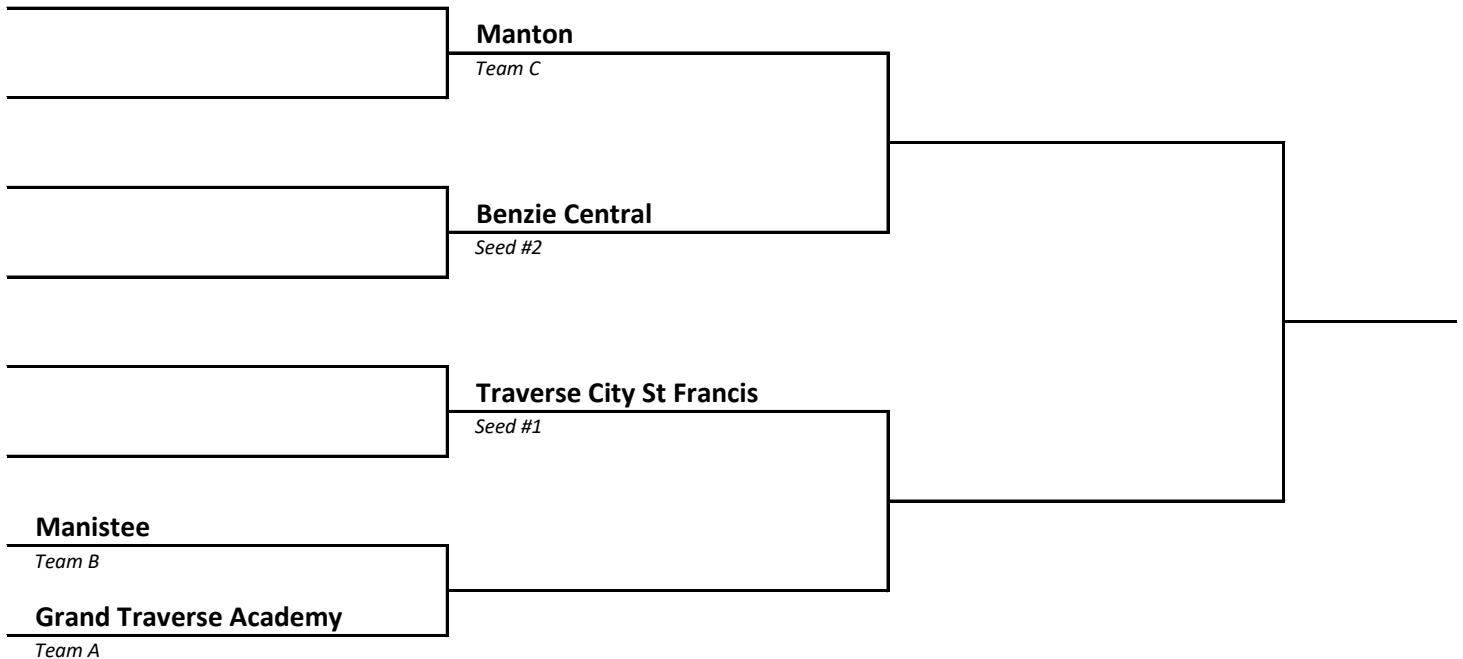 Manton
Team C
Benzie Central
Seed #2
Traverse City St Francis
Seed #1
Manistee
Team B
Grand Traverse Academy
Team A